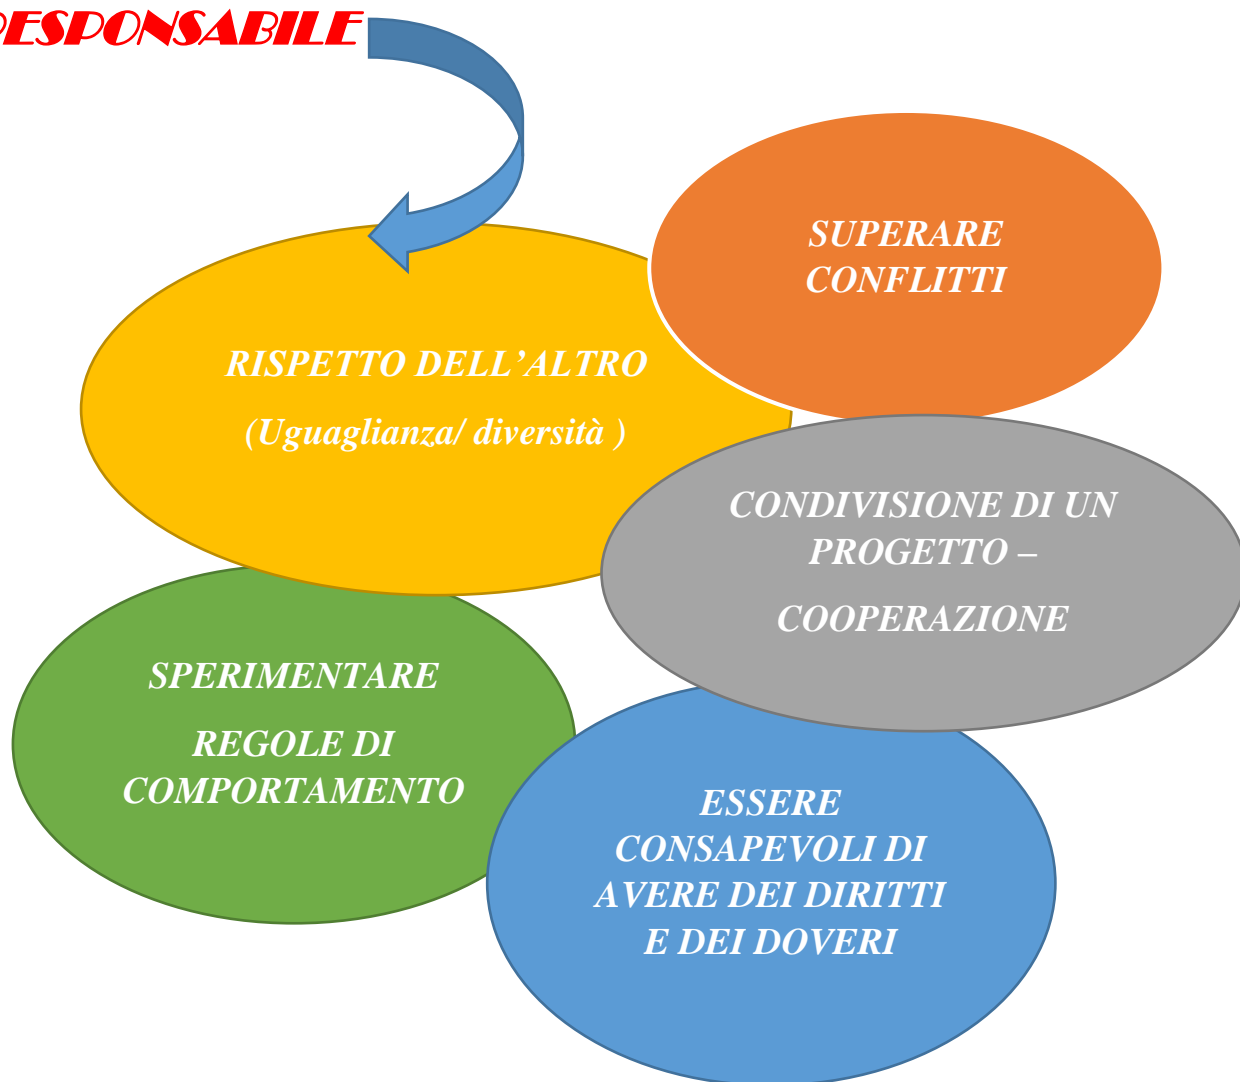 RESPONSABILE
SUPERARE
CONFLITTI
RISPETTO DELL’ALTRO
(Uguaglianza/ diversità )
CONDIVISIONE DI UN
PROGETTO –
COOPERAZIONE
SPERIMENTARE
REGOLE DI
COMPORTAMENTO
ESSERE
CONSAPEVOLI DI
AVERE DEI DIRITTI
E DEI DOVERI